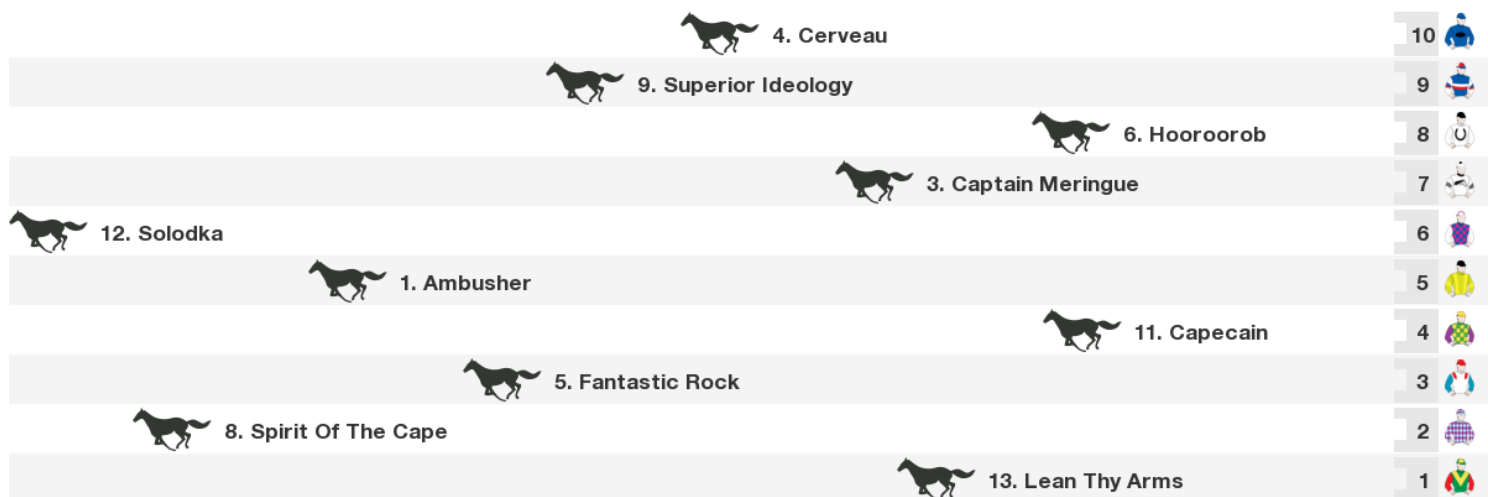 4. Cerveau 10
9. Superior Ideology 9
6. Hooroorob 8
3. Captain Meringue 7
12. Solodka 6
1. Ambusher 5
11. Capecain 4
5. Fantastic Rock 3
8. Spirit Of The Cape 2
13. Lean Thy Arms 1